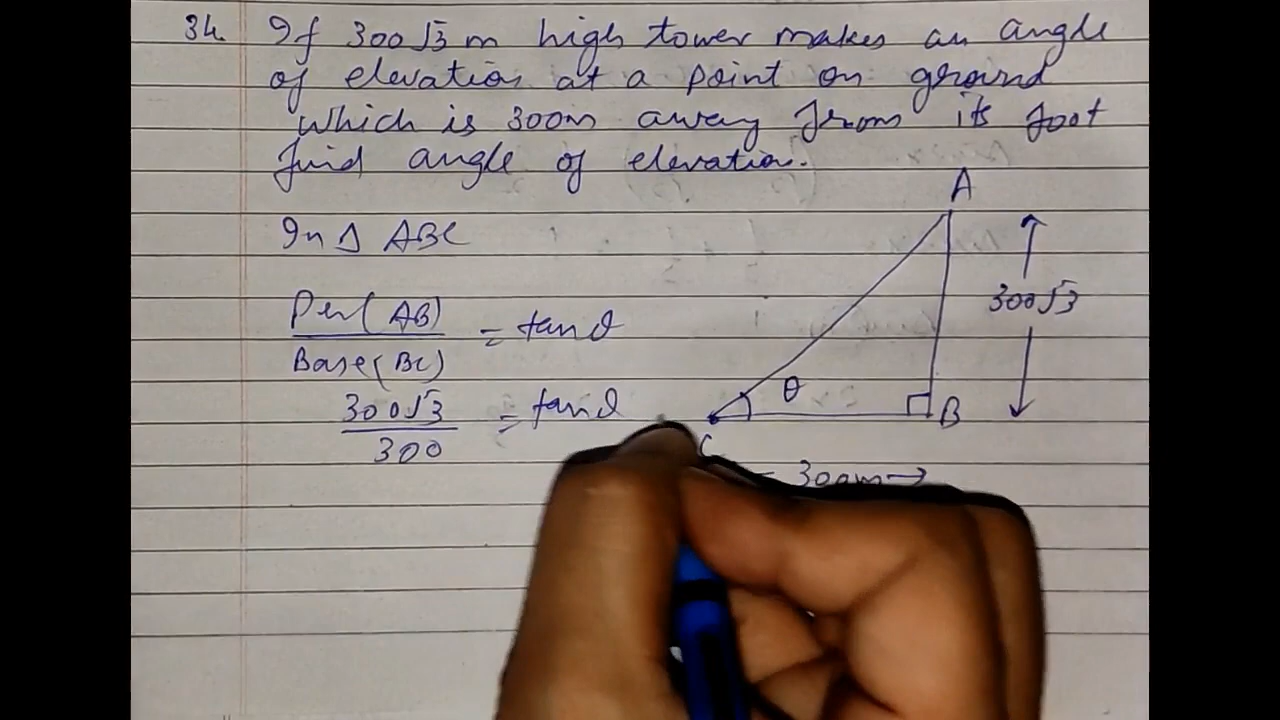 34. If 300√3 m high tower makes an angle
of elevation at a point on ground
which is 300m away from its foot
find angle of elevation.
In Δ ABC
Per(AB)
Base(BC)
= tanθ
300√3
300
= tanθ
A
300√3
θ
B
C
300m→